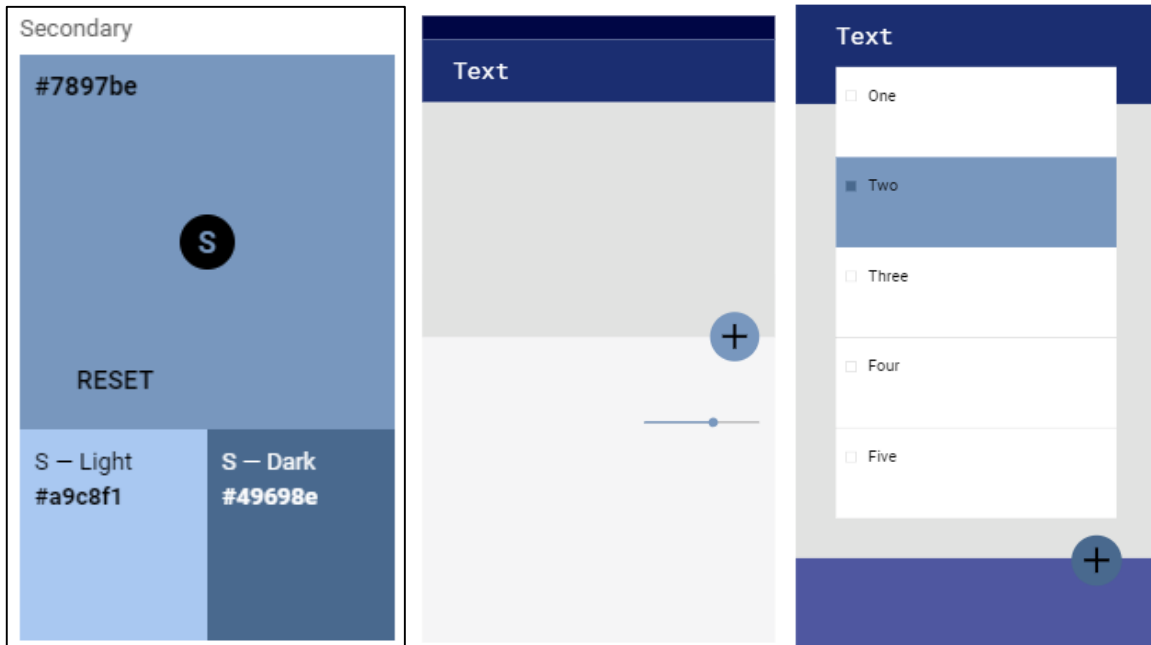 Secondary
#7897be
S
RESET
S — Light
#a9c8f1
S — Dark
#49698e
Text
Text
One
Two
Three
Four
Five